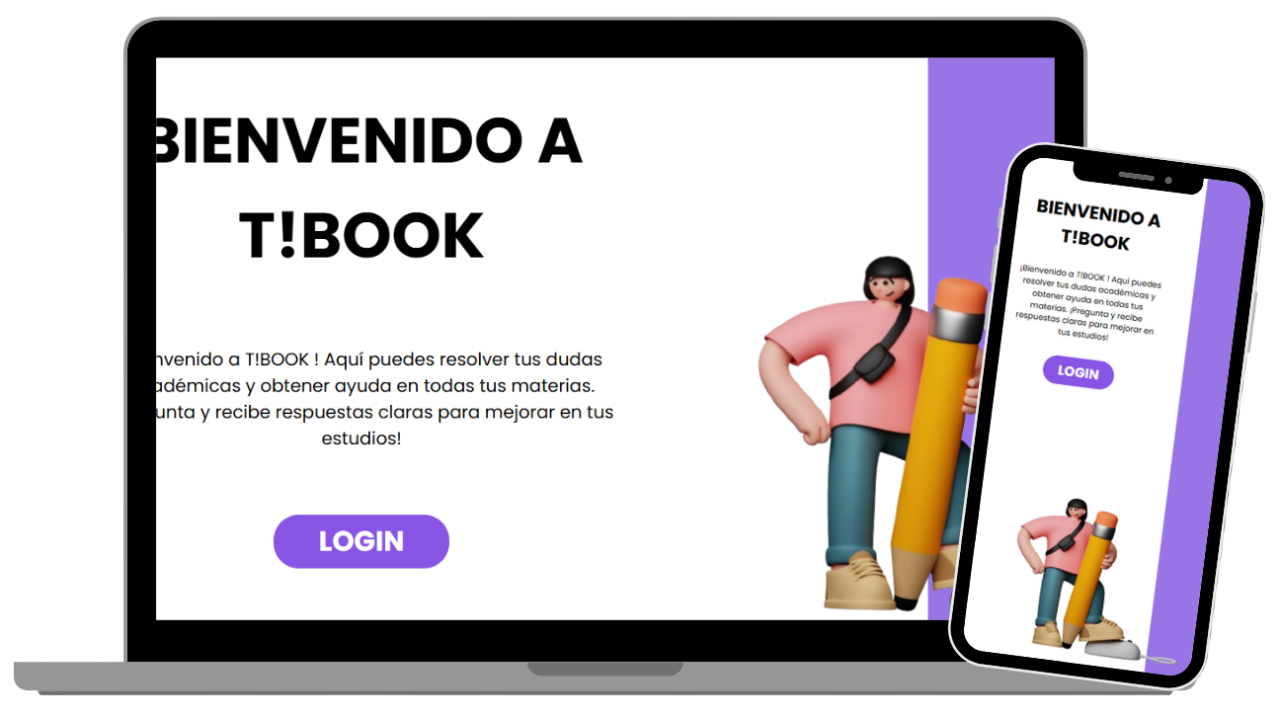 BIENVENIDO A
T!BOOK
nvenido a T!BOOK ! Aquí puedes resolver tus dudas
adémicas y obtener ayuda en todas tus materias.
unta y recibe respuestas claras para mejorar en tus
estudios!
LOGIN
BIENVENIDO A
T!BOOK
¡Bienvenido a T!BOOK ! Aquí puedes
resolver tus dudas académicas y
obtener ayuda en todas tus
materias. ¡Pregunta y recibe
respuestas claras para mejorar en
tus estudios!
LOGIN